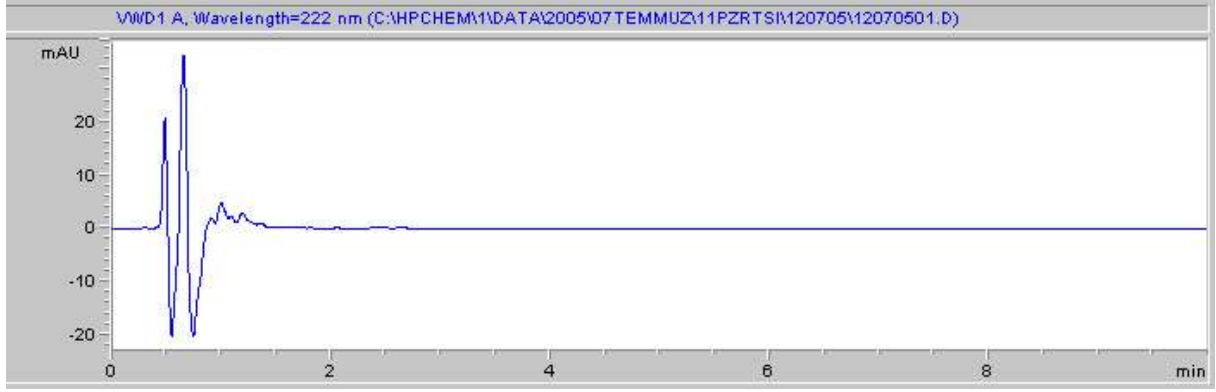 VWD1 A, Wavelength=222 nm (C:\HPCHEM\1\DATA\2005\07TEMMUZ\11PZRTSI\120705\12070501.D)
mAU
20
10
0
-10
-20
0 2 4 6 8 min